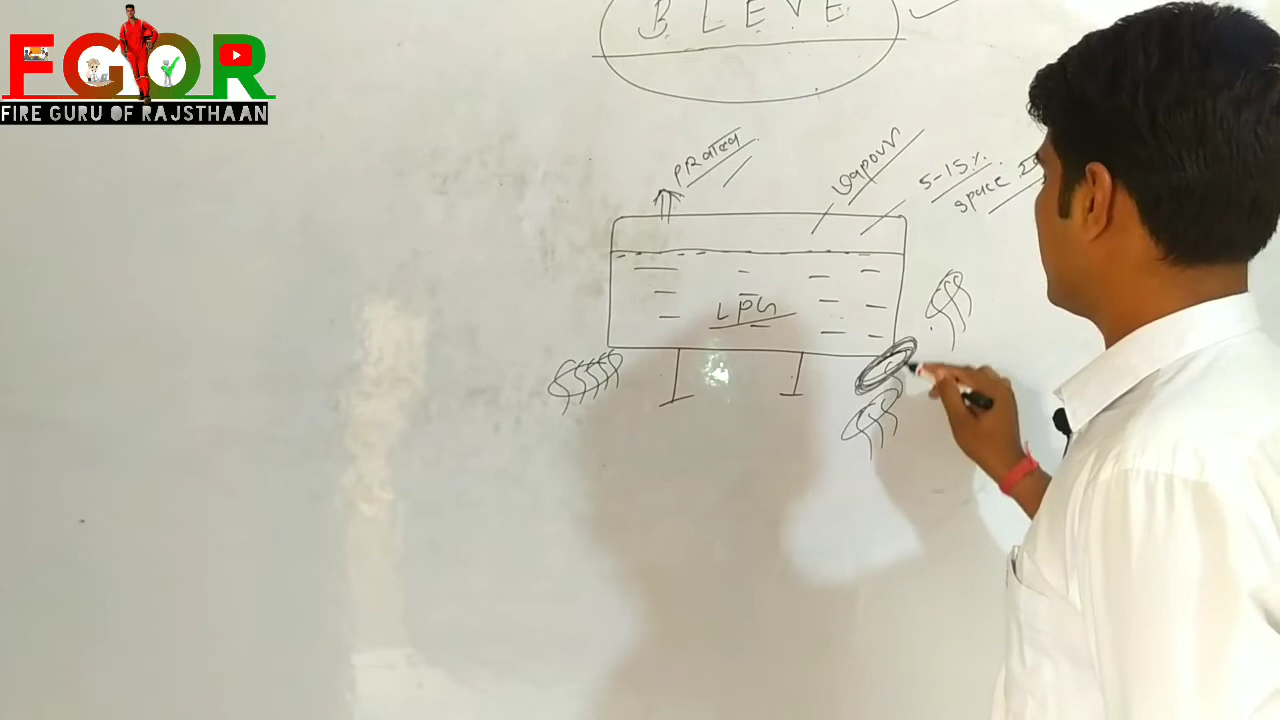 FGOR
FIRE GURU OF RAJSTHAAN
BLEVE
vapour
5-15%
space
LPG